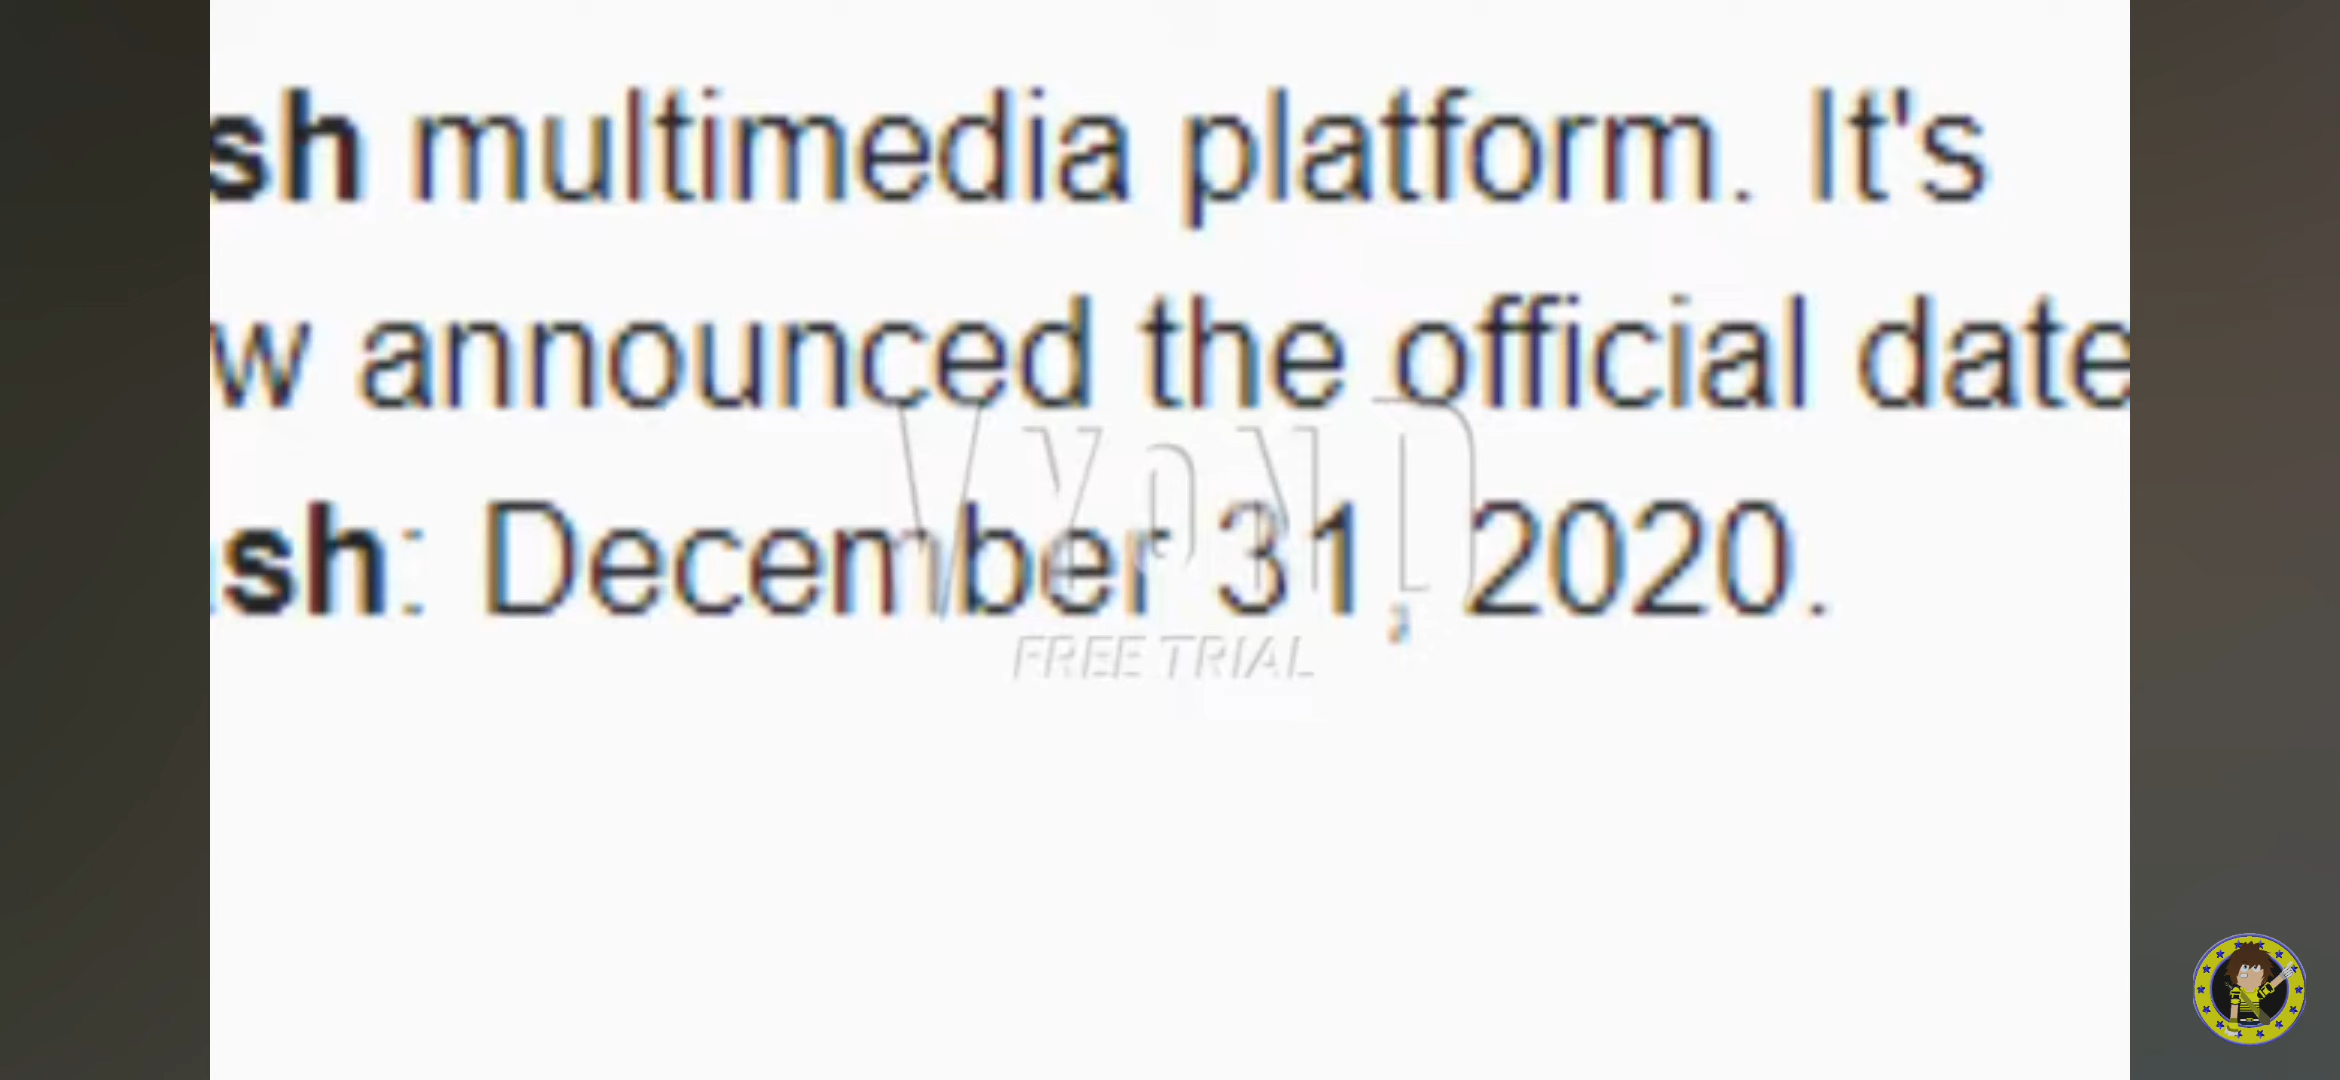 sh multimedia platform. It's
w announced the official date
sh: December 31, 2020.
VYOND
FREE TRIAL